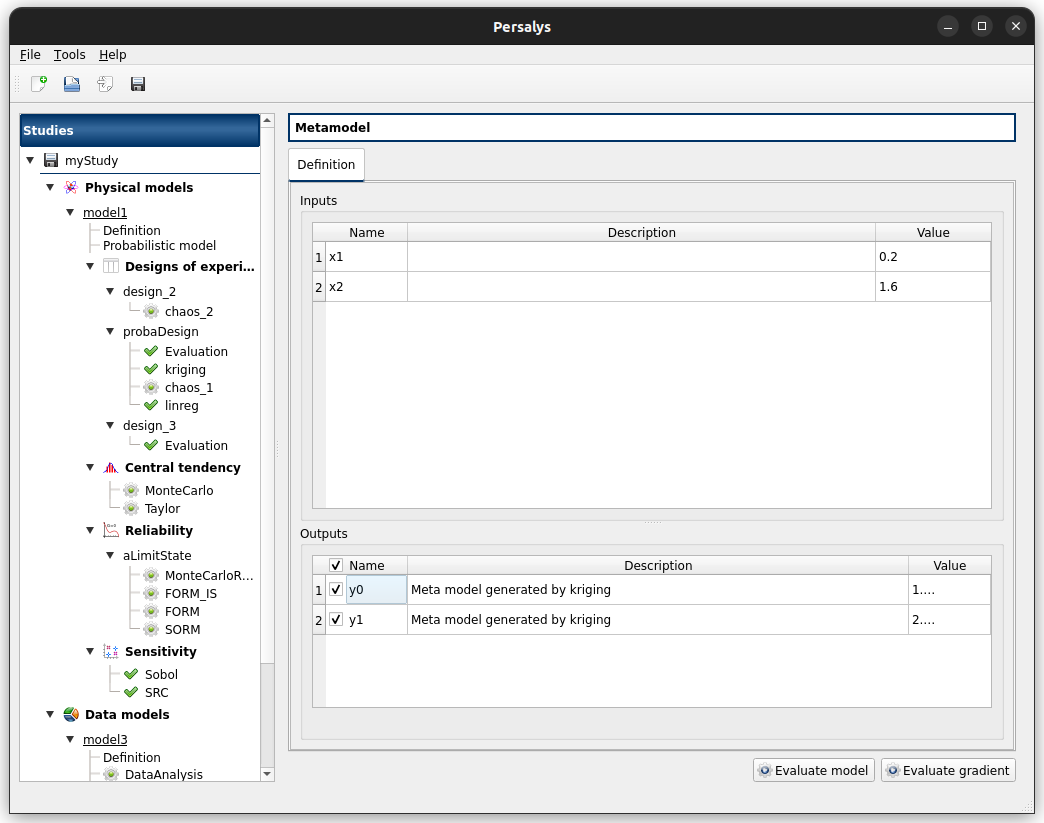 Persalys
File Tools Help
Studies
myStudy
Physical models
model1
Definition
Probabilistic model
Designs of experi...
design_2
chaos_2
probaDesign
Evaluation
kriging
chaos_1
linreg
design_3
Evaluation
Central tendency
MonteCarlo
Taylor
Reliability
aLimitState
MonteCarloR...
FORM_IS
FORM
SORM
Sensitivity
Sobol
SRC
Data models
model3
Definition
DataAnalysis
Metamodel
Definition
Inputs
Name Description Value
1 x1 0.2
2 x2 1.6
Outputs
Name Description Value
1 y0 Meta model generated by kriging 1....
2 y1 Meta model generated by kriging 2....
Evaluate model Evaluate gradient